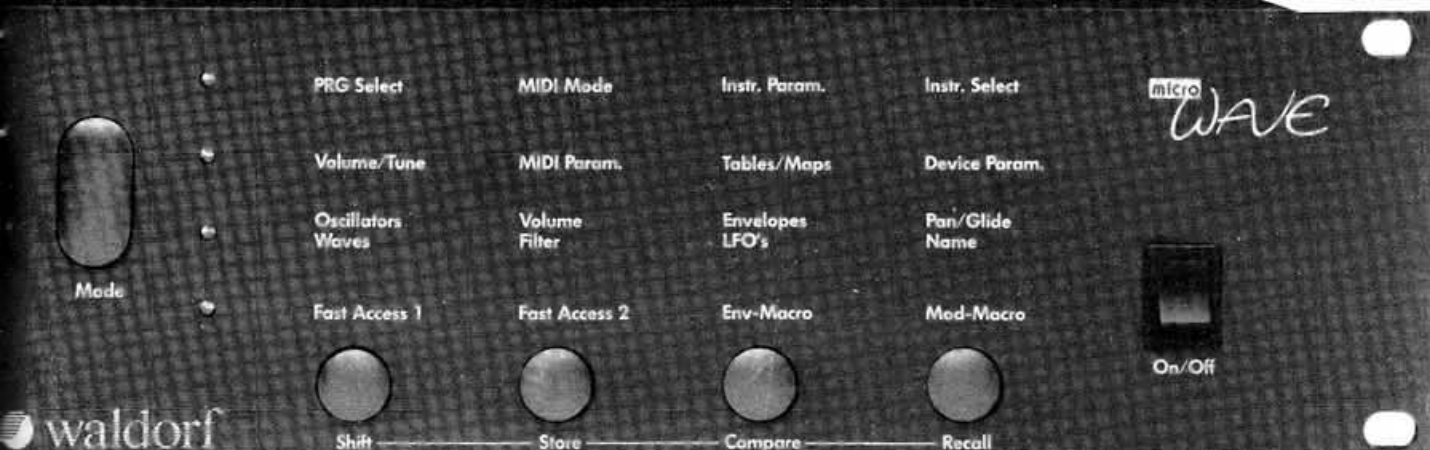 PRG Select MIDI Mode Instr. Param. Instr. Select
micro
WAVE
Volume/Tune MIDI Param. Tables/Maps Device Param.
Oscillators Volume Envelopes Pan/Glide
Waves Filter LFO's Name
Mode
Fast Access 1 Fast Access 2 Env-Macro Mod-Macro
On/Off
waldorf
Shift Store Compare Recall